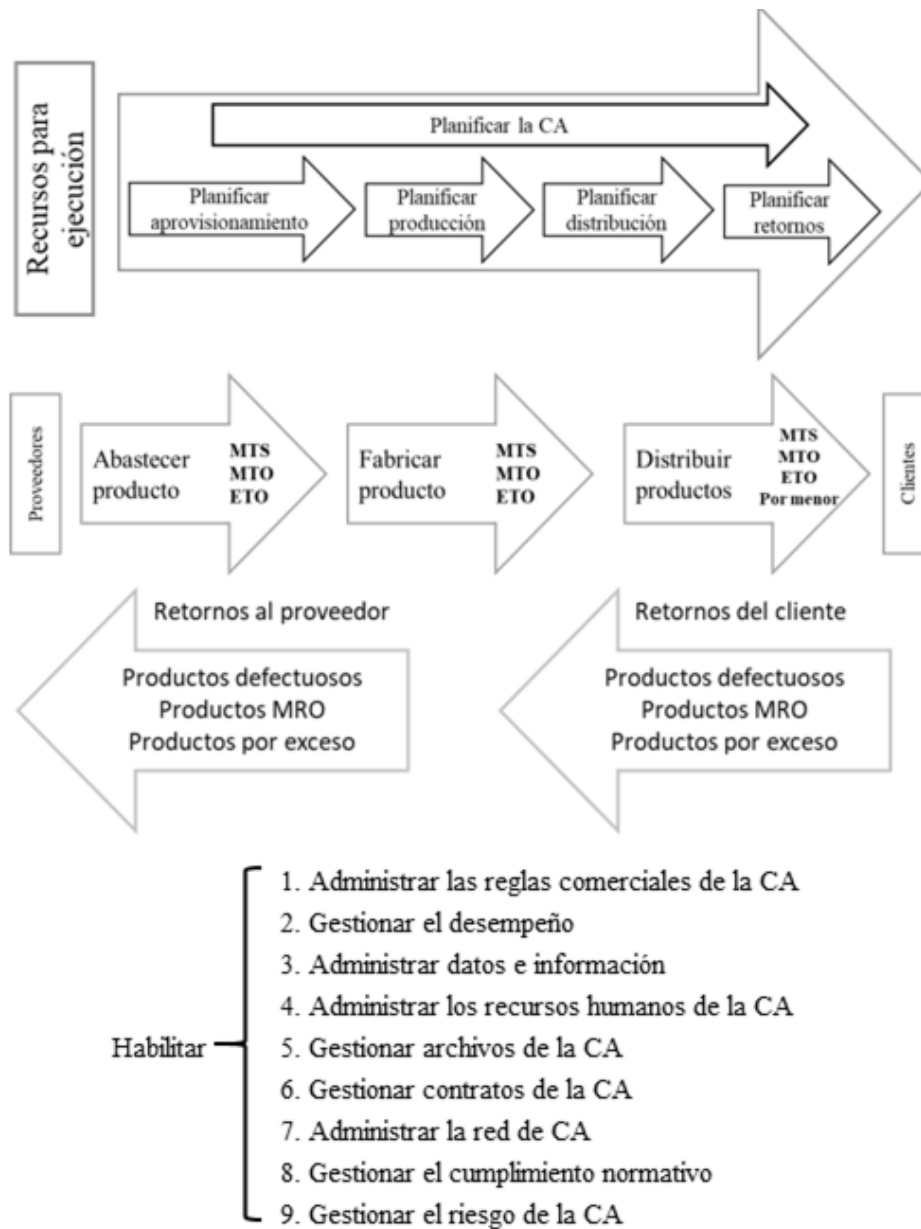 Recursos para
ejecución
Planificar la CA
Planificar
aprovisionamiento
Planificar
producción
Planificar
distribución
Planificar
retornos
Proveedores
Abastecer
producto
MTS
MTO
ETO
Fabricar
producto
MTS
MTO
ETO
Distribuir
productos
MTS
MTO
ETO
Por menor
Clientes
Retornos al proveedor
Productos defectuosos
Productos MRO
Productos por exceso
Retornos del cliente
Productos defectuosos
Productos MRO
Productos por exceso
Habilitar
1. Administrar las reglas comerciales de la CA
2. Gestionar el desempeño
3. Administrar datos e información
4. Administrar los recursos humanos de la CA
5. Gestionar archivos de la CA
6. Gestionar contratos de la CA
7. Administrar la red de CA
8. Gestionar el cumplimiento normativo
9. Gestionar el riesgo de la CA